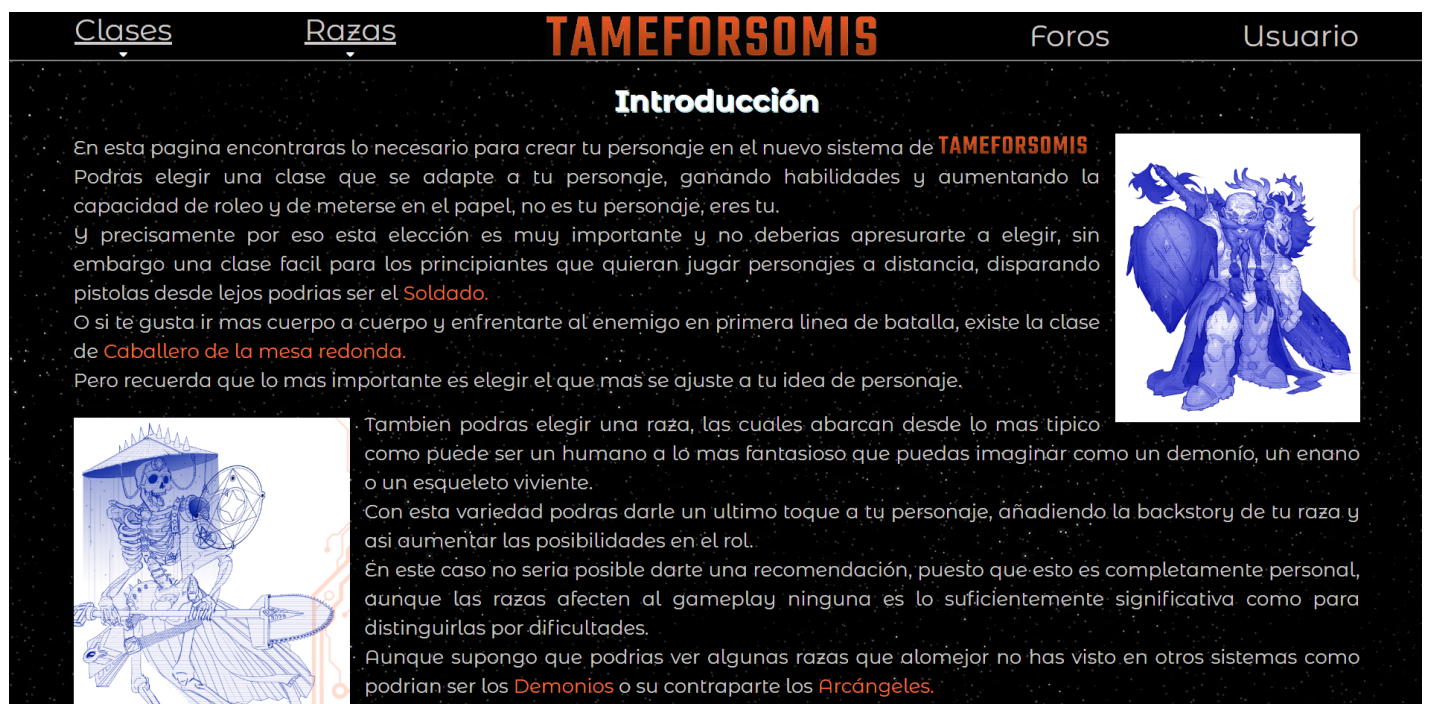 Clases
Razas
TAMEFORSOMIS
Foros
Usuario
Introducción
En esta pagina encontraras lo necesario para crear tu personaje en el nuevo sistema de TAMEFORSOMIS
Podras elegir una clase que se adapte a tu personaje, ganando habilidades y aumentando la
capacidad de roleo y de meterse en el papel, no es tu personaje, eres tu.
Y precisamente por eso esta elección es muy importante y no deberias apresurarte a elegir, sin
embargo una clase facil para los principiantes que quieran jugar personajes a distancia, disparando
pistolas desde lejos podrias ser el Soldado.
O si te gusta ir mas cuerpo a cuerpo y enfrentarte al enemigo en primera linea de batalla, existe la clase
de Caballero de la mesa redonda.
Pero recuerda que lo mas importante es elegir el que mas se ajuste a tu idea de personaje.
Tambien podras elegir una raza, las cuales abarcan desde lo mas tipico
como puede ser un humano a lo mas fantasioso que puedas imaginar como un demonío, un enano
o un esqueleto viviente.
Con esta variedad podras darle un ultimo toque a tu personaje, añadiendo la backstory de tu raza y
asi aumentar las posibilidades en el rol.
En este caso no seria posible darte una recomendación, puesto que esto es completamente personal,
aunque las razas afecten al gameplay ninguna es lo suficientemente significativa como para
distinguirlas por dificultades.
Aunque supongo que podrias ver algunas razas que alomejor no has visto en otros sistemas como
podrian ser los Demonios o su contraparte los Arcángeles.